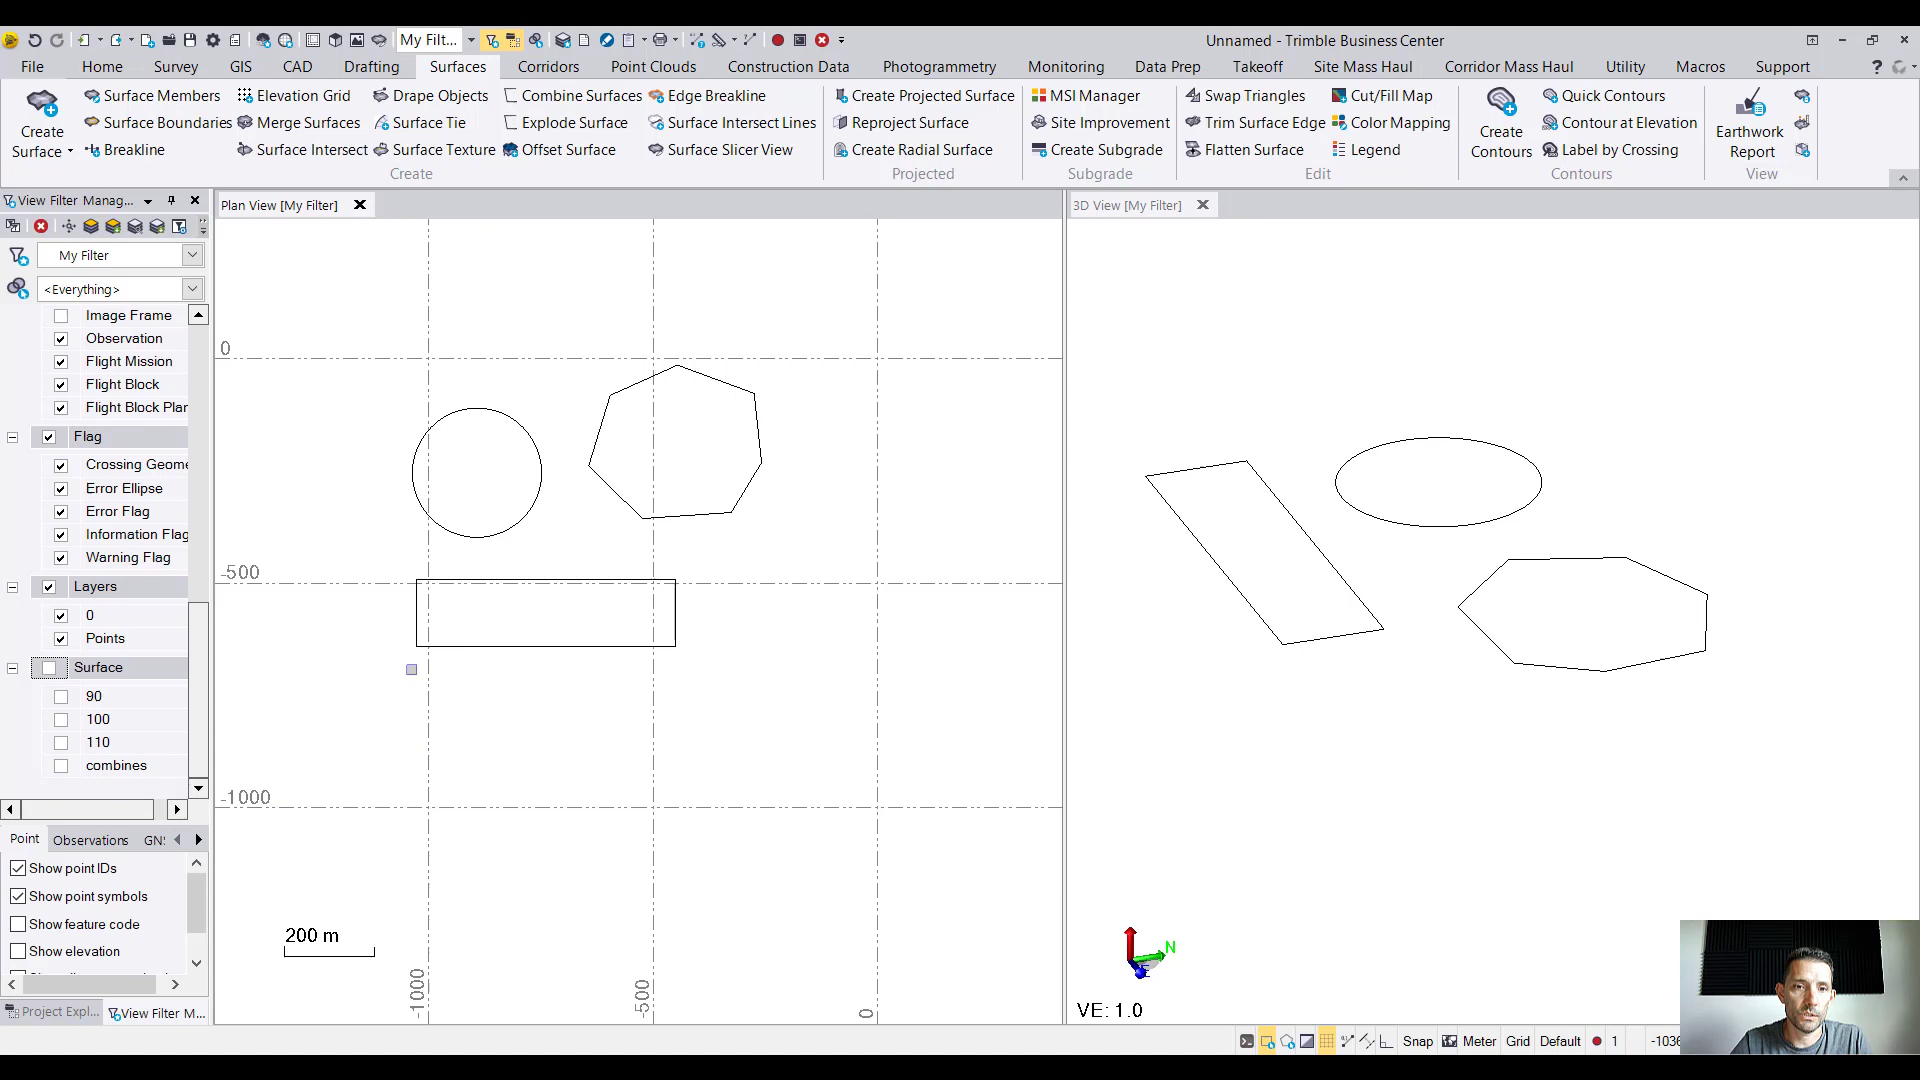 My Filt...
Unnamed - Trimble Business Center
File Home Survey GIS CAD Drafting Surfaces Corridors Point Clouds Construction Data Photogrammetry Monitoring Data Prep Takeoff Site Mass Haul Corridor Mass Haul Utility Macros Support
Create Surface
Surface Members
Surface Boundaries
Breakline
Elevation Grid
Merge Surfaces
Surface Intersect
Drape Objects
Surface Tie
Surface Texture
Combine Surfaces
Explode Surface
Offset Surface
Edge Breakline
Surface Intersect Lines
Surface Slicer View
Create
Create Projected Surface
Reproject Surface
Create Radial Surface
Projected
MSI Manager
Site Improvement
Create Subgrade
Subgrade
Swap Triangles
Trim Surface Edge
Flatten Surface
Cut/Fill Map
Color Mapping
Legend
Edit
Create Contours
Quick Contours
Contour at Elevation
Label by Crossing
Contours
Earthwork Report
View
View Filter Manag...
My Filter
<Everything>
Image Frame
Observation
Flight Mission
Flight Block
Flight Block Plan
Flag
Crossing Geome
Error Ellipse
Error Flag
Information Flag
Warning Flag
Layers
0
Points
Surface
90
100
110
combines
Point Observations GN
Show point IDs
Show point symbols
Show feature code
Show elevation
Project Expl... View Filter M...
Plan View [My Filter]
0
-500
-1000
200 m
-1000
-500
0
3D View [My Filter]
N
E
VE: 1.0
Snap Meter Grid Default 1 -1036